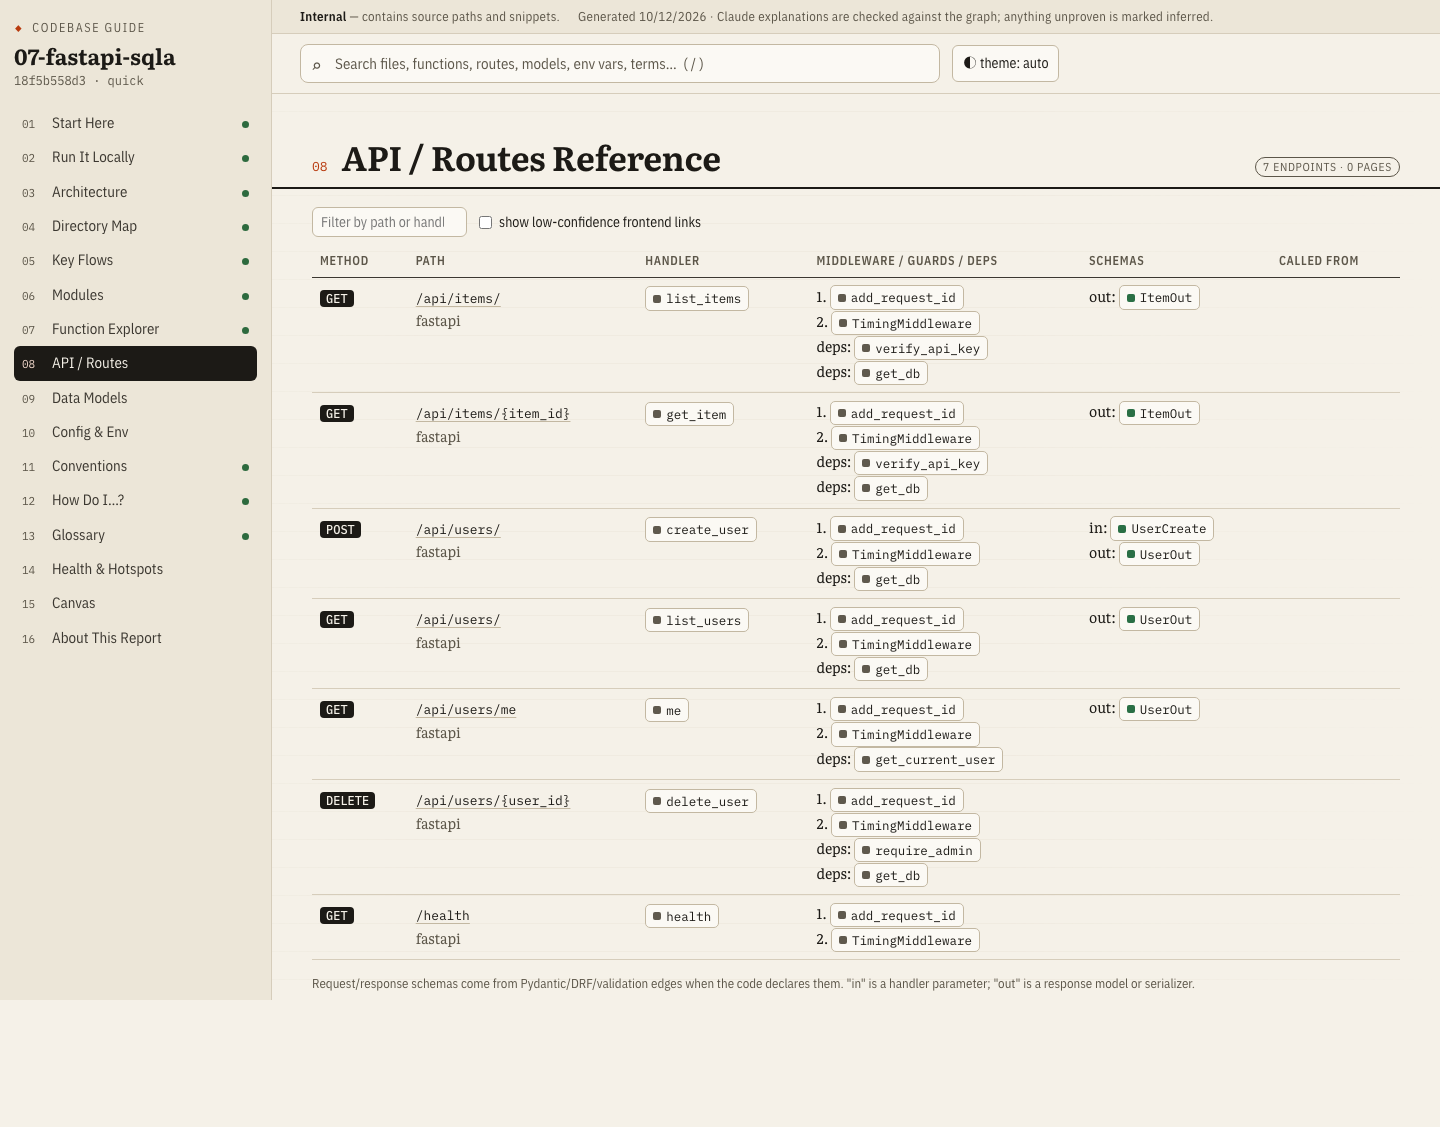 ◆ CODEBASE GUIDE
07-fastapi-sqla
18f5b558d3 · quick
01 Start Here
02 Run It Locally
03 Architecture
04 Directory Map
05 Key Flows
06 Modules
07 Function Explorer
08 API / Routes
09 Data Models
10 Config & Env
11 Conventions
12 How Do I…?
13 Glossary
14 Health & Hotspots
15 Canvas
16 About This Report
Internal — contains source paths and snippets. Generated 10/12/2026 · Claude explanations are checked against the graph; anything unproven is marked inferred.
Search files, functions, routes, models, env vars, terms… ( / )
theme: auto
08 API / Routes Reference
7 ENDPOINTS · 0 PAGES
Filter by path or handl
show low-confidence frontend links
METHOD PATH HANDLER MIDDLEWARE / GUARDS / DEPS SCHEMAS CALLED FROM
GET /api/items/ list_items 1. add_request_id out: ItemOut
fastapi 2. TimingMiddleware
deps: verify_api_key
deps: get_db
GET /api/items/{item_id} get_item 1. add_request_id out: ItemOut
fastapi 2. TimingMiddleware
deps: verify_api_key
deps: get_db
POST /api/users/ create_user 1. add_request_id in: UserCreate
fastapi 2. TimingMiddleware out: UserOut
deps: get_db
GET /api/users/ list_users 1. add_request_id out: UserOut
fastapi 2. TimingMiddleware
deps: get_db
GET /api/users/me me 1. add_request_id out: UserOut
fastapi 2. TimingMiddleware
deps: get_current_user
DELETE /api/users/{user_id} delete_user 1. add_request_id
fastapi 2. TimingMiddleware
deps: require_admin
deps: get_db
GET /health health 1. add_request_id
fastapi 2. TimingMiddleware
Request/response schemas come from Pydantic/DRF/validation edges when the code declares them. "in" is a handler parameter; "out" is a response model or serializer.